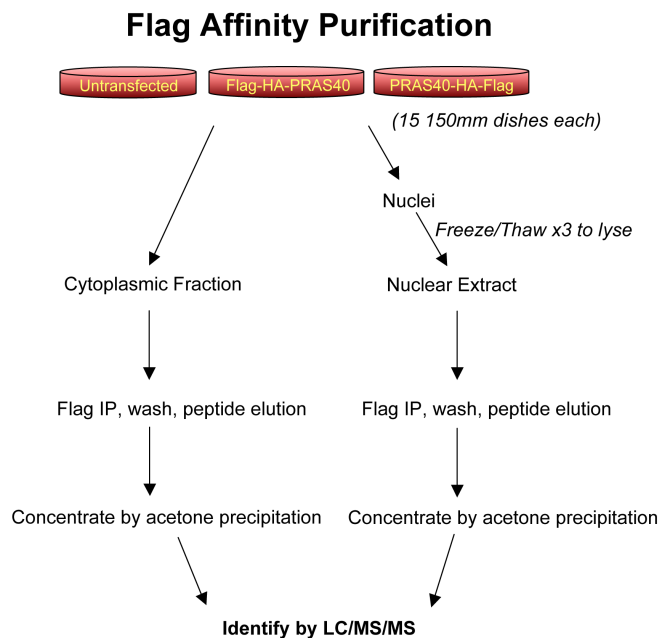 Flag Affinity Purification
Untransfected
Flag-HA-PRAS40
PRAS40-HA-Flag
(15 150mm dishes each)
Nuclei
Freeze/Thaw x3 to lyse
Cytoplasmic Fraction
Nuclear Extract
Flag IP, wash, peptide elution
Flag IP, wash, peptide elution
Concentrate by acetone precipitation
Concentrate by acetone precipitation
Identify by LC/MS/MS